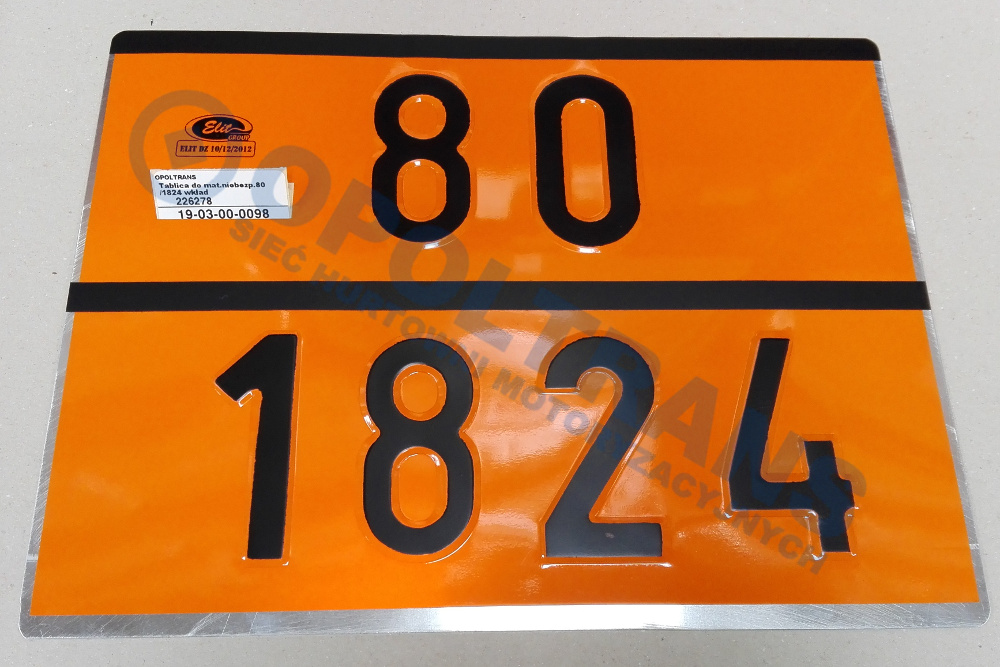 80
Elit
GROUP
ELIT DZ 10/12/2012
OPOLTRANS
Tablica do mat.niebezp.80
/1824 wkład
226278
19-03-00-0098
OPOLTRANS
SIEĆ HURTOWNI MOTORYZACYJNYCH
1824